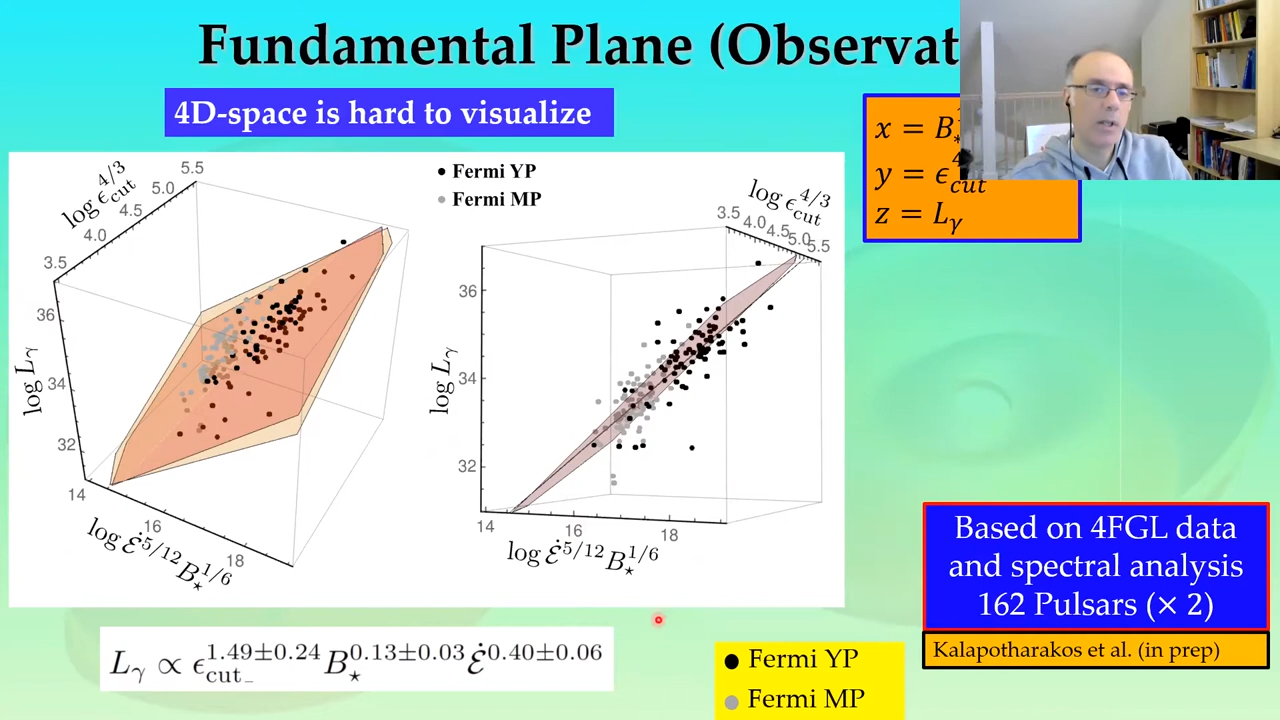 Fundamental Plane (Observat
4D-space is hard to visualize
x = B
y = ϵ_cut
z = L_γ
log ϵ_cut^4/3
5.5
5.0
4.5
4.0
3.5
36
34
32
log L_γ
14
16
18
log Ė^5/12 B_⋆^1/6
Fermi YP
Fermi MP
log ϵ_cut^4/3
3.5 4.0 4.5 5.0 5.5
36
34
32
log L_γ
14
16
18
log Ė^5/12 B_⋆^1/6
L_γ ∝ ϵ_cut^1.49±0.24 B_⋆^0.13±0.03 Ė^0.40±0.06
Based on 4FGL data
and spectral analysis
162 Pulsars (× 2)
Kalapotharakos et al. (in prep)
Fermi YP
Fermi MP